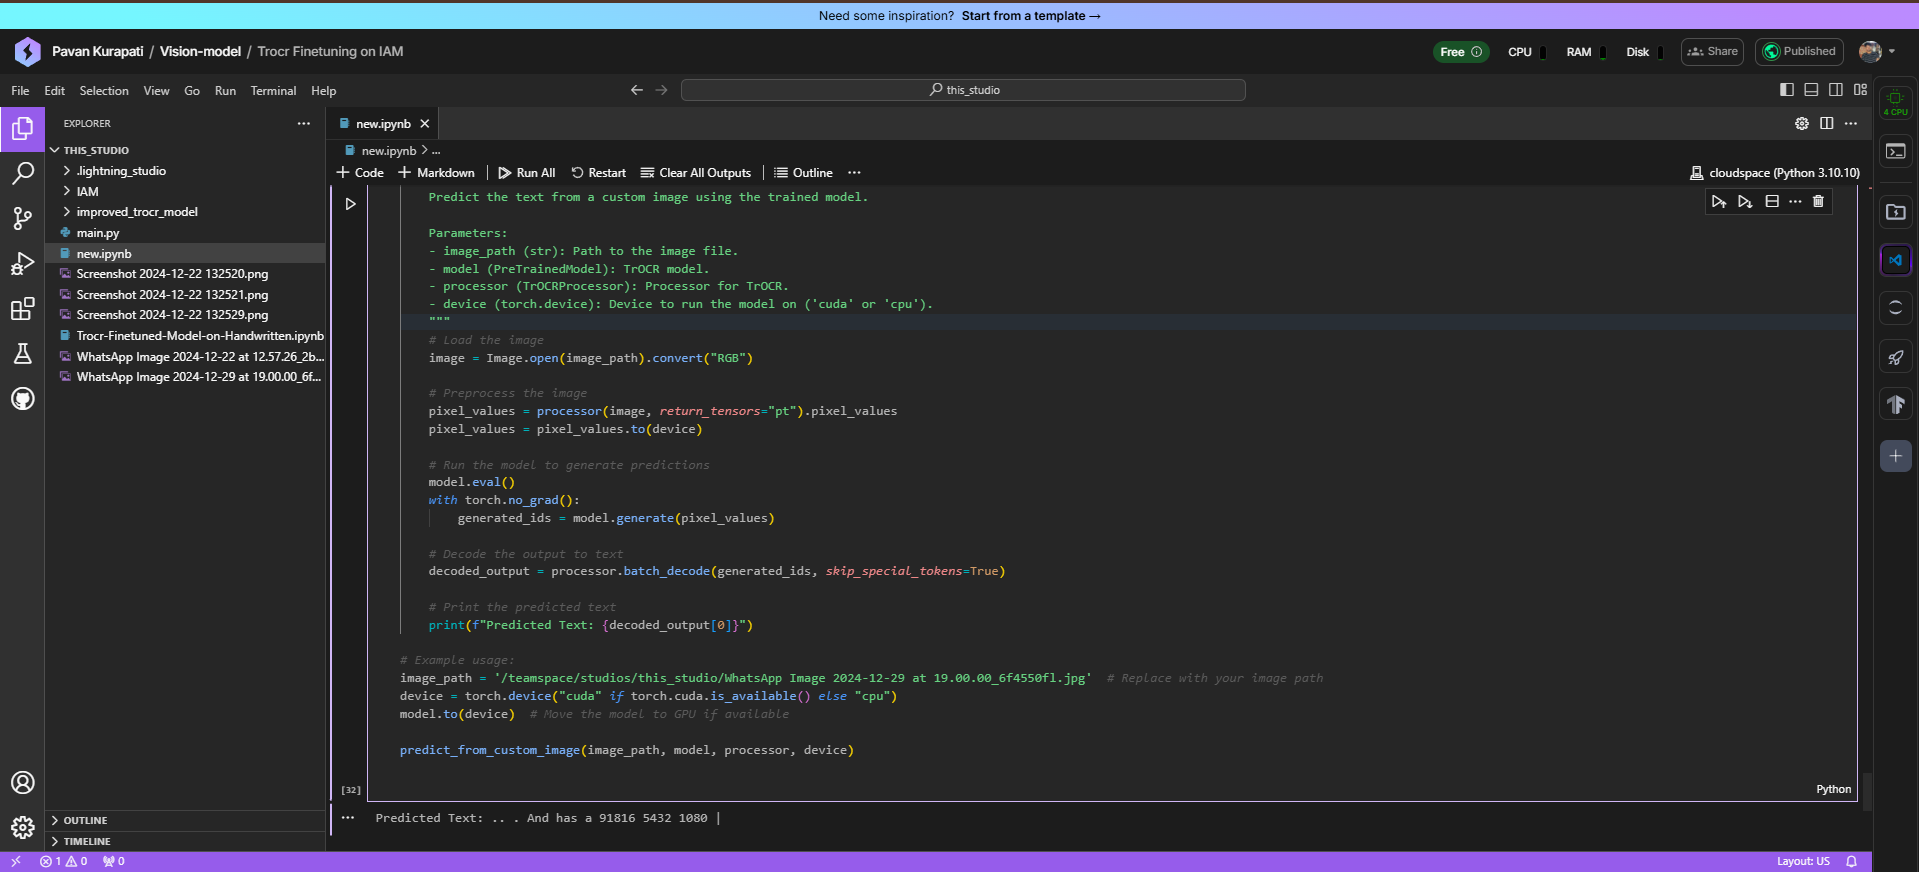 Need some inspiration? Start from a template →
Pavan Kurapati / Vision-model / Trocr Finetuning on IAM
Free CPU RAM Disk Share Published
File Edit Selection View Go Run Terminal Help
this_studio
4 CPU
EXPLORER
THIS_STUDIO
.lightning_studio
IAM
improved_trocr_model
main.py
new.ipynb
Screenshot 2024-12-22 132520.png
Screenshot 2024-12-22 132521.png
Screenshot 2024-12-22 132529.png
Trocr-Finetuned-Model-on-Handwritten.ipynb
WhatsApp Image 2024-12-22 at 12.57.26_2b...
WhatsApp Image 2024-12-29 at 19.00.00_6f...
OUTLINE
TIMELINE
new.ipynb
new.ipynb > ...
+ Code + Markdown Run All Restart Clear All Outputs Outline ...
cloudspace (Python 3.10.10)
Predict the text from a custom image using the trained model.
Parameters:
- image_path (str): Path to the image file.
- model (PreTrainedModel): TrOCR model.
- processor (TrOCRProcessor): Processor for TrOCR.
- device (torch.device): Device to run the model on ('cuda' or 'cpu').
"""
# Load the image
image = Image.open(image_path).convert("RGB")
# Preprocess the image
pixel_values = processor(image, return_tensors="pt").pixel_values
pixel_values = pixel_values.to(device)
# Run the model to generate predictions
model.eval()
with torch.no_grad():
generated_ids = model.generate(pixel_values)
# Decode the output to text
decoded_output = processor.batch_decode(generated_ids, skip_special_tokens=True)
# Print the predicted text
print(f"Predicted Text: {decoded_output[0]}")
# Example usage:
image_path = '/teamspace/studios/this_studio/WhatsApp Image 2024-12-29 at 19.00.00_6f4550fl.jpg' # Replace with your image path
device = torch.device("cuda" if torch.cuda.is_available() else "cpu")
model.to(device) # Move the model to GPU if available
predict_from_custom_image(image_path, model, processor, device)
[32]
Python
Predicted Text: .. . And has a 91816 5432 1080 |
1 0 0
Layout: US